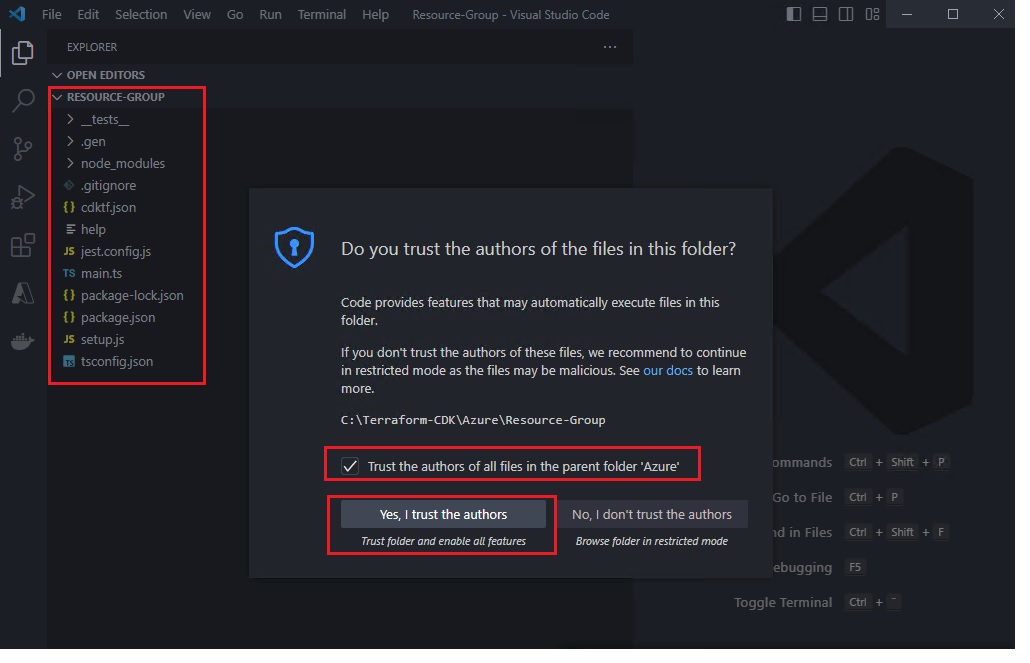 File Edit Selection View Go Run Terminal Help Resource-Group - Visual Studio Code
EXPLORER
OPEN EDITORS
RESOURCE-GROUP
__tests__
.gen
node_modules
.gitignore
{} cdktf.json
help
JS jest.config.js
TS main.ts
{} package-lock.json
{} package.json
JS setup.js
TS tsconfig.json
Do you trust the authors of the files in this folder?
Code provides features that may automatically execute files in this
folder.
If you don't trust the authors of these files, we recommend to continue
in restricted mode as the files may be malicious. See our docs to learn
more.
C:\Terraform-CDK\Azure\Resource-Group
Trust the authors of all files in the parent folder 'Azure'
Yes, I trust the authors
Trust folder and enable all features
No, I don't trust the authors
Browse folder in restricted mode
ommands Ctrl + Shift + P
Go to File Ctrl + P
nd in Files Ctrl + Shift + F
ebugging F5
Toggle Terminal Ctrl +